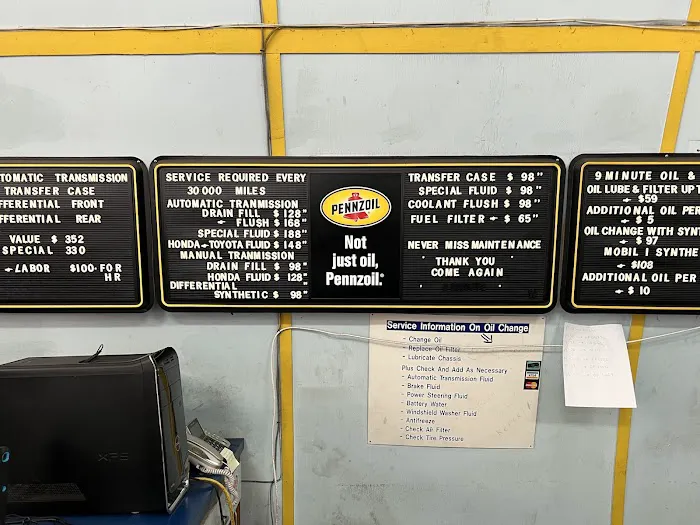 TOMATIC TRANSMISSION
TRANSFER CASE
FFERENTIAL FRONT
FFERENTIAL REAR
VALUE $ 352
SPECIAL 330
LABOR $100·FOR
HR
SERVICE REQUIRED EVERY
30 000 MILES
AUTOMATIC TRANMISSION
DRAIN FILL $ 128"
FLUSH $ 168"
SPECIAL FLUID $ 188"
HONDA TOYOTA FLUID $ 148"
MANUAL TRANMISSION
DRAIN FILL $ 98"
HONDA FLUID $ 128"
DIFFERENTIAL
SYNTHETIC $ 98"
PENNZOIL
Not
just oil,
Pennzoil.®
TRANSFER CASE $ 98"
SPECIAL FLUID $ 98"
COOLANT FLUSH $ 98"
FUEL FILTER $ 65"
NEVER MISS MAINTENANCE
THANK YOU
COME AGAIN
9 MINUTE OIL &
OIL LUBE & FILTER UP T
$59
ADDITIONAL OIL PER
$ 5
OIL CHANGE WITH SYNT
$ 97
MOBIL 1 SYNTHE
$108
ADDITIONAL OIL PER
$ 10
Service Information On Oil Change
- Change Oil
- Replace Oil Filter
- Lubricate Chassis
Plus Check And Add As Necessary
- Automatic Transmission Fluid
- Brake Fluid
- Power Steering Fluid
- Battery Water
- Windshield Washer Fluid
- Antifreeze
- Check Air Filter
- Check Tire Pressure
XPS